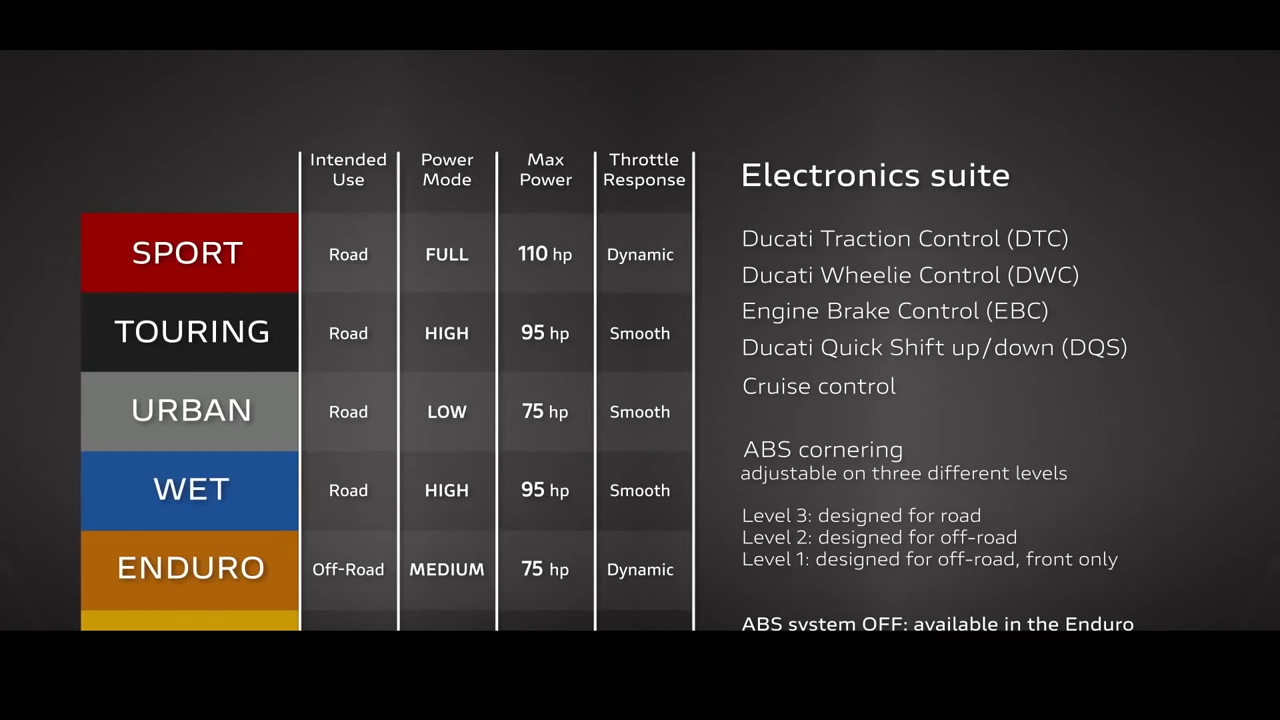 Intended Use
Power Mode
Max Power
Throttle Response
SPORT Road FULL 110 hp Dynamic
TOURING Road HIGH 95 hp Smooth
URBAN Road LOW 75 hp Smooth
WET Road HIGH 95 hp Smooth
ENDURO Off-Road MEDIUM 75 hp Dynamic
Electronics suite
Ducati Traction Control (DTC)
Ducati Wheelie Control (DWC)
Engine Brake Control (EBC)
Ducati Quick Shift up/down (DQS)
Cruise control
ABS cornering
adjustable on three different levels
Level 3: designed for road
Level 2: designed for off-road
Level 1: designed for off-road, front only
ABS system OFF: available in the Enduro